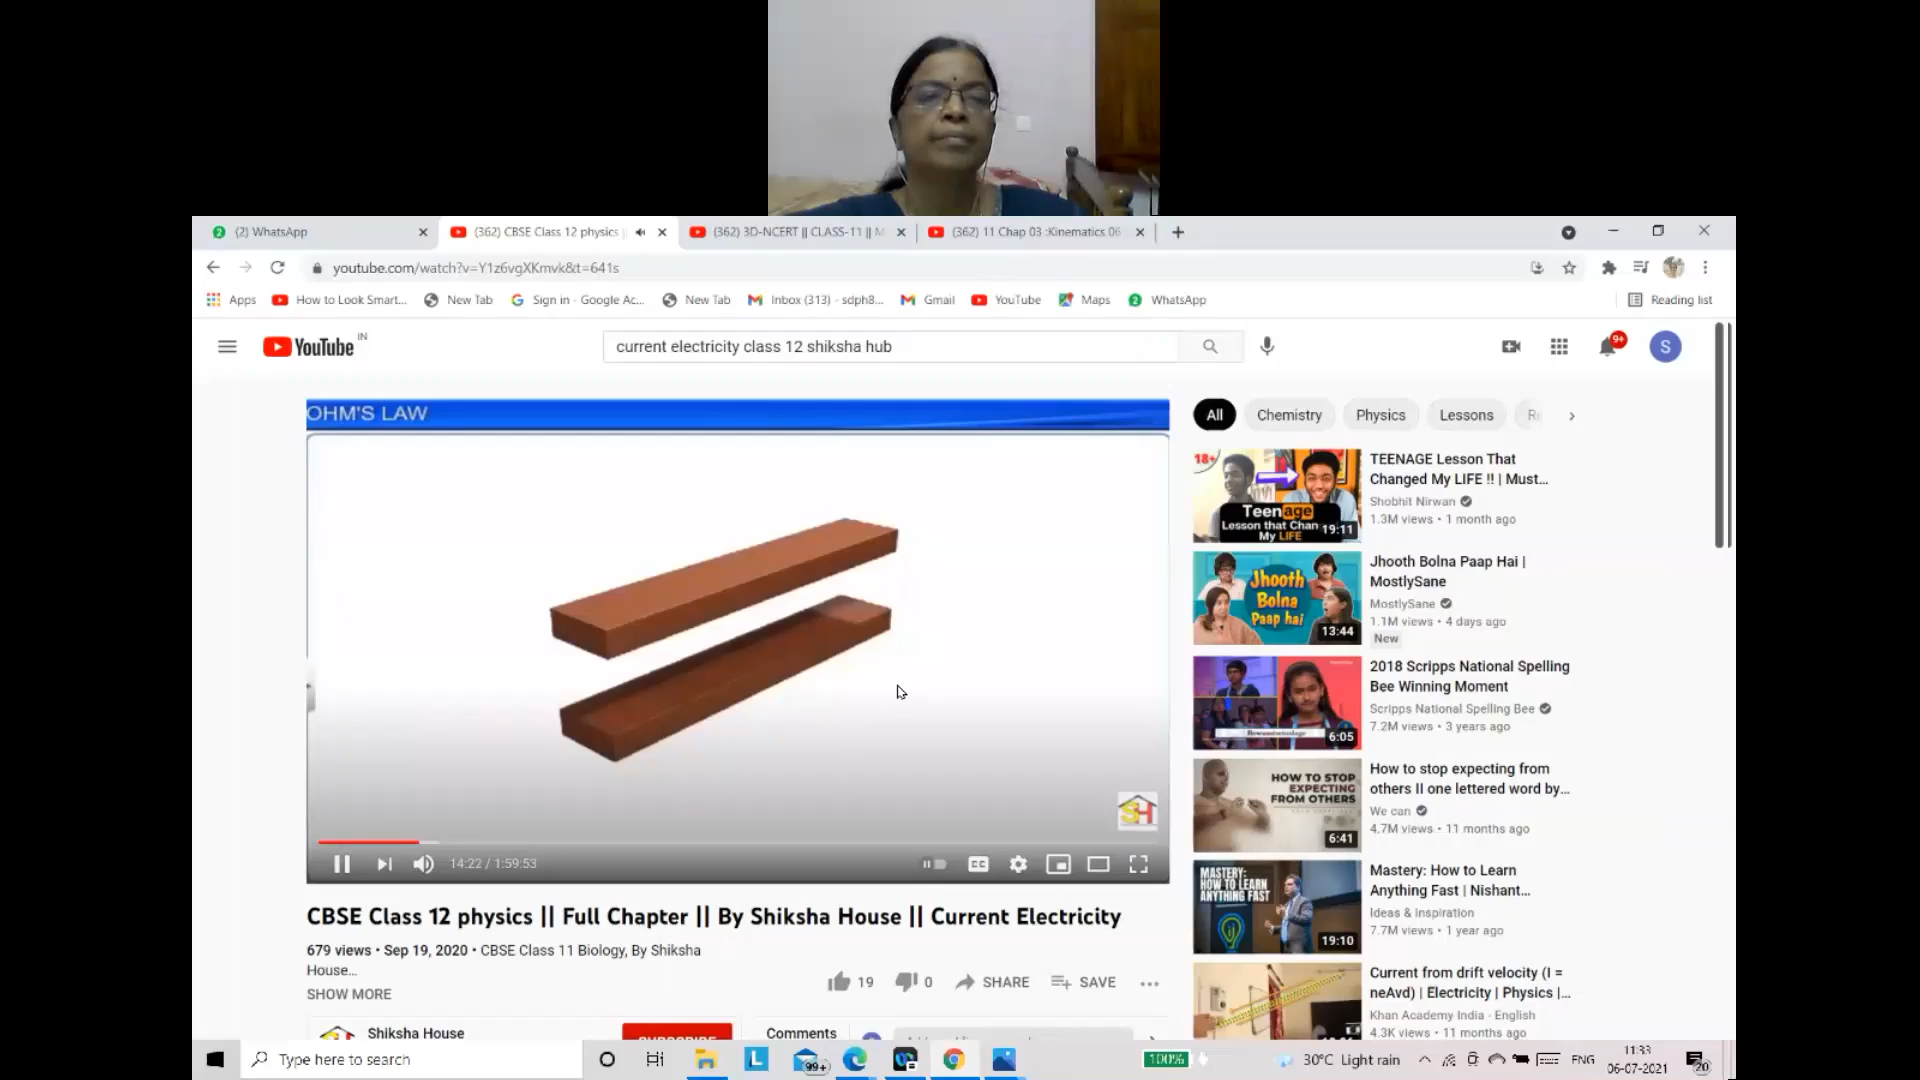 (2) WhatsApp
(362) CBSE Class 12 physics |
(362) 3D-NCERT || CLASS-11 || M
(362) 11 Chap 03 :Kinematics 06
youtube.com/watch?v=Y1z6vgXKmvk&t=641s
Apps
How to Look Smart...
New Tab
Sign in - Google Ac...
New Tab
Inbox (313) - sdph8...
Gmail
YouTube
Maps
WhatsApp
Reading list
YouTube IN
current electricity class 12 shiksha hub
9+
S
OHM'S LAW
SH
14:22 / 1:59:53
CC
CBSE Class 12 physics || Full Chapter || By Shiksha House || Current Electricity
679 views • Sep 19, 2020 • CBSE Class 11 Biology, By Shiksha
House...
SHOW MORE
19
0
SHARE
SAVE
Shiksha House
SUBSCRIBE
Comments
All
Chemistry
Physics
Lessons
18+
Teenage
Lesson that Chan
My LIFE
19:11
TEENAGE Lesson That
Changed My LIFE !! | Must...
Shobhit Nirwan
1.3M views • 1 month ago
Jhooth
Bolna
Paap hai
13:44
Jhooth Bolna Paap Hai |
MostlySane
MostlySane
1.1M views • 4 days ago
New
6:05
2018 Scripps National Spelling
Bee Winning Moment
Scripps National Spelling Bee
7.2M views • 3 years ago
HOW TO STOP
EXPECTING
FROM OTHERS
6:41
How to stop expecting from
others II one lettered word by...
We can
4.7M views • 11 months ago
MASTERY:
HOW TO LEARN
ANYTHING FAST
19:10
Mastery: How to Learn
Anything Fast | Nishant...
Ideas & Inspiration
7.7M views • 1 year ago
Current from drift velocity (I =
neAvd) | Electricity | Physics |...
Khan Academy India - English
4.3K views • 11 months ago
Type here to search
L
99+
100%
30°C Light rain
ENG
11:33
06-07-2021
20